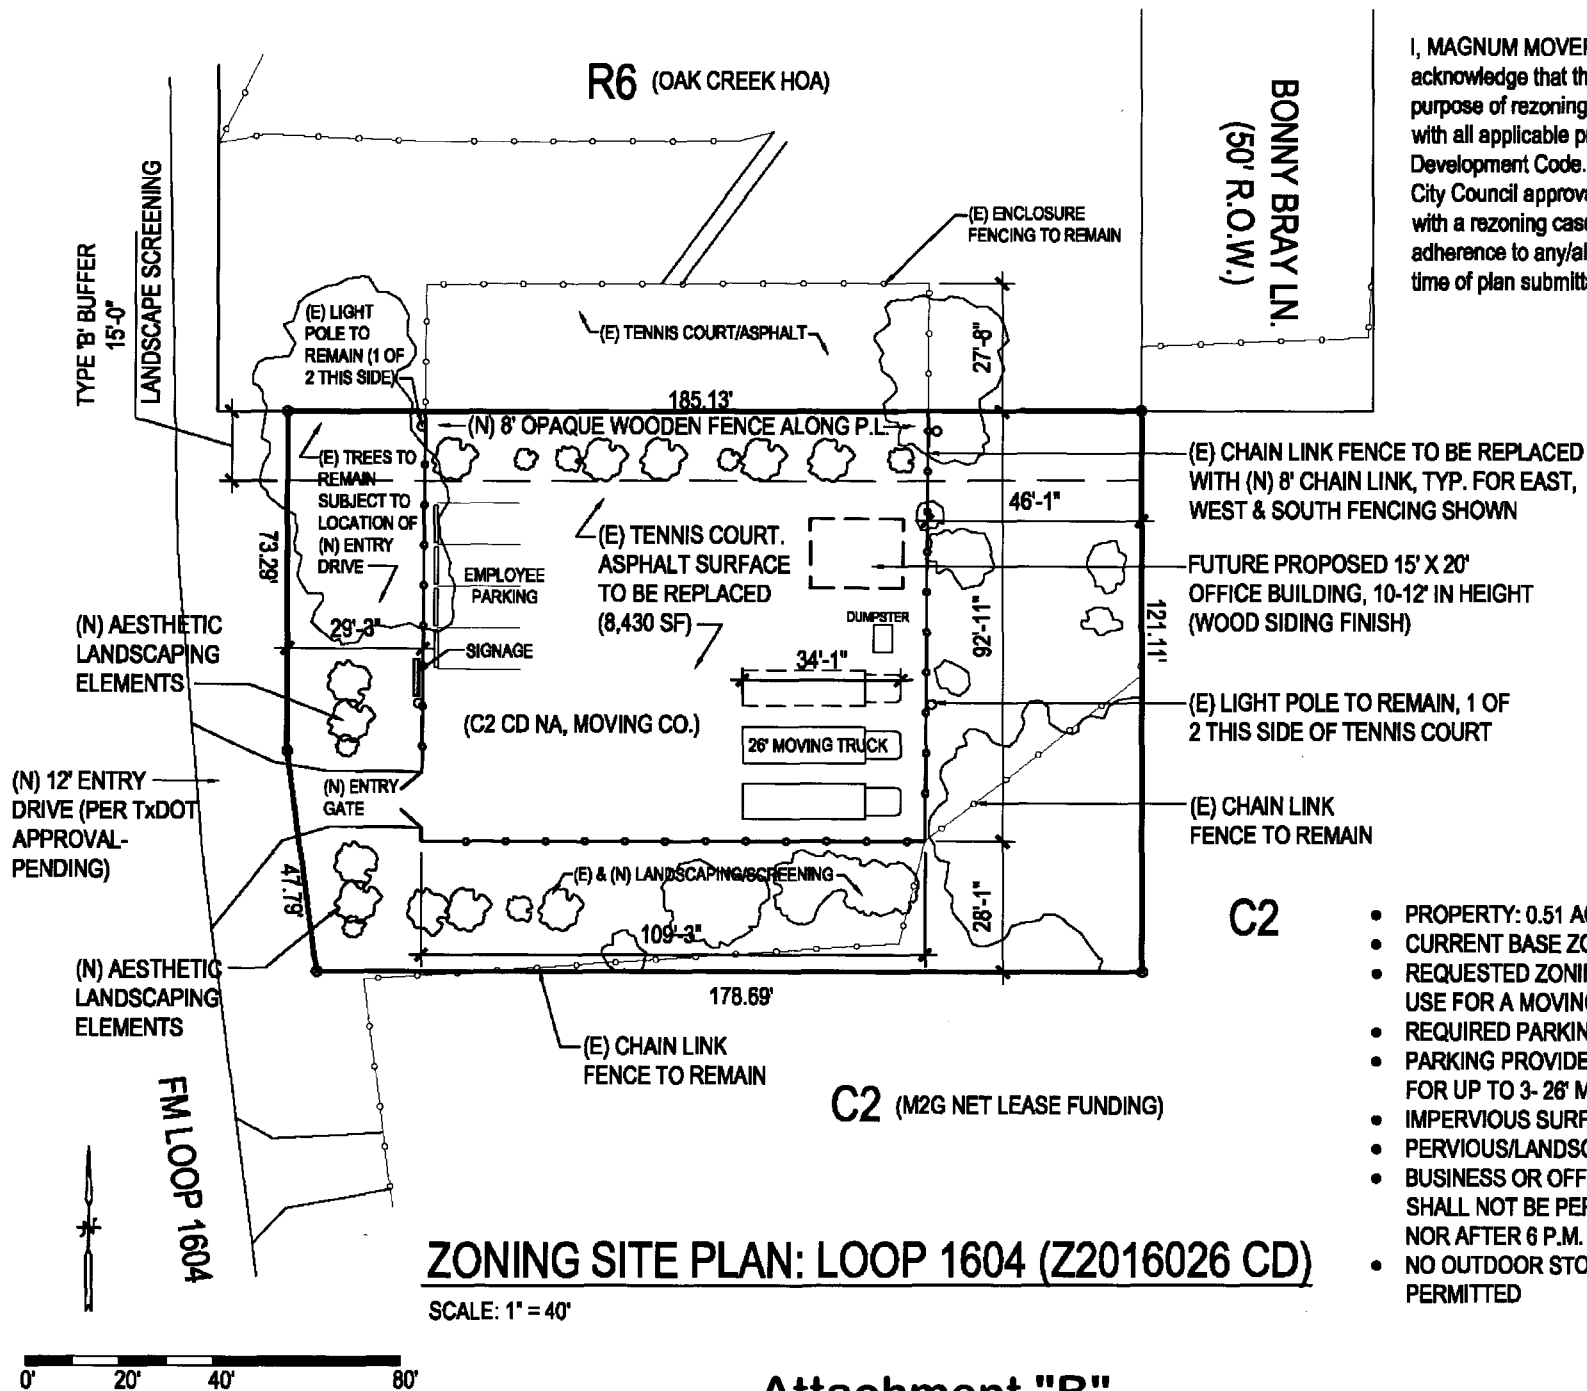 R6 (OAK CREEK HOA)
BONNY BRAY LN.
(50' R.O.W.)
I, MAGNUM MOVER
acknowledge that th
purpose of rezoning
with all applicable p
Development Code.
City Council approva
with a rezoning cas
adherence to any/al
time of plan submitt
TYPE 'B' BUFFER
15'-0"
LANDSCAPE SCREENING
(E) ENCLOSURE
FENCING TO REMAIN
(E) LIGHT
POLE TO
REMAIN (1 OF
2 THIS SIDE)
(E) TENNIS COURT/ASPHALT
27'-8"
185.13'
(N) 8' OPAQUE WOODEN FENCE ALONG P.L.
(E) TREES TO
REMAIN
SUBJECT TO
LOCATION OF
(N) ENTRY
DRIVE
73.29'
(E) CHAIN LINK FENCE TO BE REPLACED
WITH (N) 8' CHAIN LINK, TYP. FOR EAST,
WEST & SOUTH FENCING SHOWN
46'-1"
(E) TENNIS COURT.
ASPHALT SURFACE
TO BE REPLACED
(8,430 SF)
EMPLOYEE
PARKING
FUTURE PROPOSED 15' X 20'
OFFICE BUILDING, 10-12' IN HEIGHT
(WOOD SIDING FINISH)
DUMPSTER
92'-11"
121.11'
(N) AESTHETIC
LANDSCAPING
ELEMENTS
29'-3"
SIGNAGE
34'-1"
(C2 CD NA, MOVING CO.)
26' MOVING TRUCK
(E) LIGHT POLE TO REMAIN, 1 OF
2 THIS SIDE OF TENNIS COURT
(N) 12' ENTRY
DRIVE (PER TxDOT
APPROVAL-
PENDING)
(N) ENTRY
GATE
(E) CHAIN LINK
FENCE TO REMAIN
47.79'
(E) & (N) LANDSCAPING/SCREENING
28'-1"
109'-3"
(N) AESTHETIC
LANDSCAPING
ELEMENTS
178.69'
(E) CHAIN LINK
FENCE TO REMAIN
C2
C2 (M2G NET LEASE FUNDING)
• PROPERTY: 0.51 A
• CURRENT BASE ZO
• REQUESTED ZONI
USE FOR A MOVING
• REQUIRED PARKIN
• PARKING PROVIDE
FOR UP TO 3- 26' M
• IMPERVIOUS SURF
• PERVIOUS/LANDSC
• BUSINESS OR OFF
SHALL NOT BE PER
NOR AFTER 6 P.M.
• NO OUTDOOR STO
PERMITTED
FM LOOP 1604
ZONING SITE PLAN: LOOP 1604 (Z2016026 CD)
SCALE: 1" = 40'
0' 20' 40' 80'
Attachment "B"